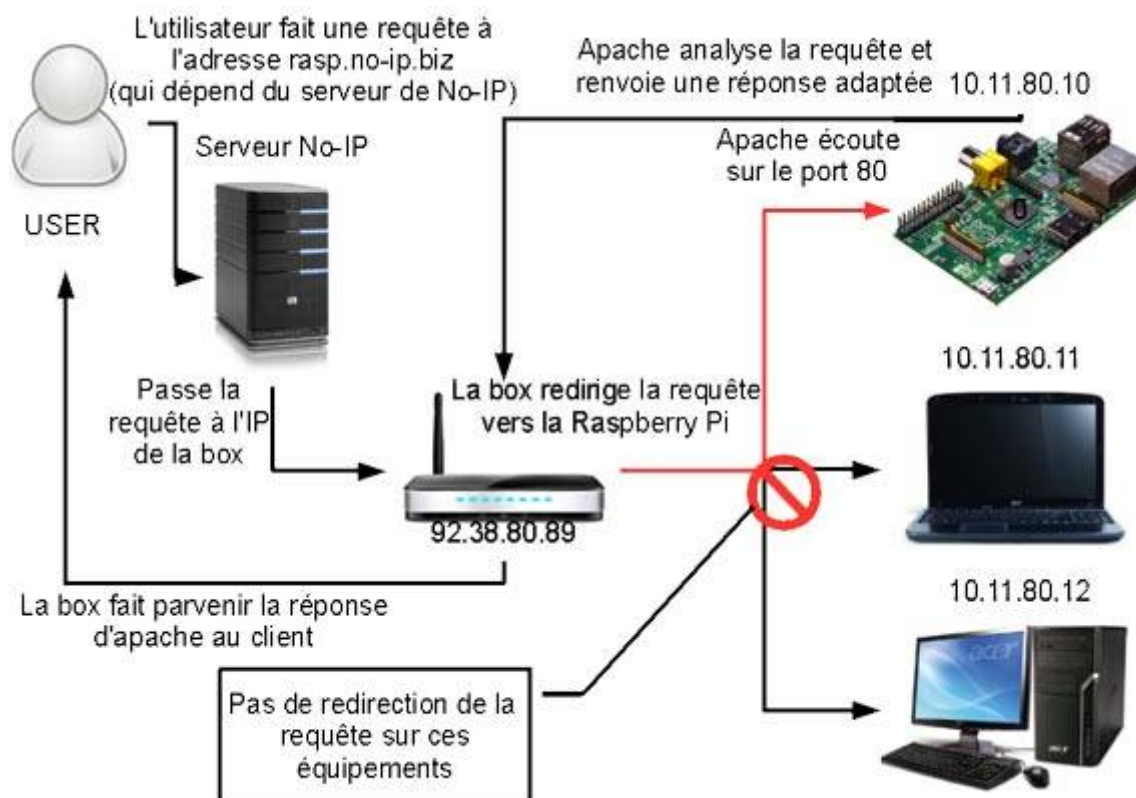 L'utilisateur fait une requête à
l'adresse rasp.no-ip.biz
(qui dépend du serveur de No-IP)
USER
Serveur No-IP
Apache analyse la requête et
renvoie une réponse adaptée
10.11.80.10
Apache écoute
sur le port 80
Passe la
requête à l'IP
de la box
La box redirige la requête
vers la Raspberry Pi
92.38.80.89
10.11.80.11
La box fait parvenir la réponse
d'apache au client
10.11.80.12
acer
Pas de redirection de la
requête sur ces
équipements